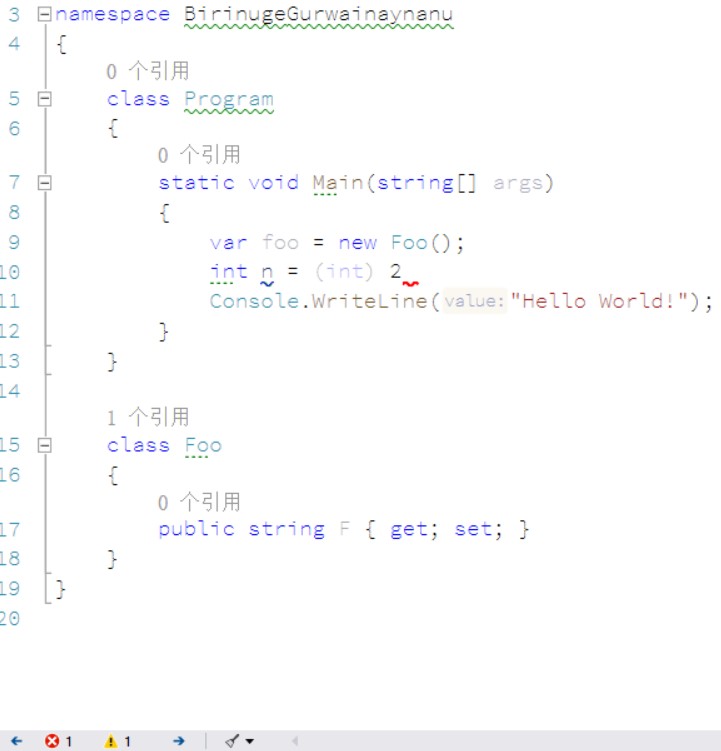 3 namespace BirinugeGurwainaynanu
4 {
0 个引用
5 class Program
6 {
0 个引用
7 static void Main(string[] args)
8 {
9 var foo = new Foo();
10 int n = (int) 2
11 Console.WriteLine(value:"Hello World!");
12 }
13 }
14
1 个引用
15 class Foo
16 {
0 个引用
17 public string F { get; set; }
18 }
19 }
20
1 1